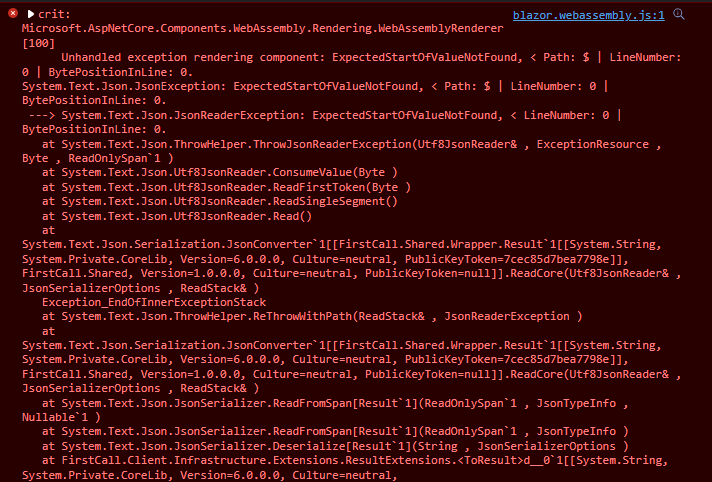 crit: blazor.webassembly.js:1
Microsoft.AspNetCore.Components.WebAssembly.Rendering.WebAssemblyRenderer
[100]
Unhandled exception rendering component: ExpectedStartOfValueNotFound, < Path: $ | LineNumber:
0 | BytePositionInLine: 0.
System.Text.Json.JsonException: ExpectedStartOfValueNotFound, < Path: $ | LineNumber: 0 |
BytePositionInLine: 0.
---> System.Text.Json.JsonReaderException: ExpectedStartOfValueNotFound, < LineNumber: 0 |
BytePositionInLine: 0.
at System.Text.Json.ThrowHelper.ThrowJsonReaderException(Utf8JsonReader& , ExceptionResource ,
Byte , ReadOnlySpan`1 )
at System.Text.Json.Utf8JsonReader.ConsumeValue(Byte )
at System.Text.Json.Utf8JsonReader.ReadFirstToken(Byte )
at System.Text.Json.Utf8JsonReader.ReadSingleSegment()
at System.Text.Json.Utf8JsonReader.Read()
at
System.Text.Json.Serialization.JsonConverter`1[[FirstCall.Shared.Wrapper.Result`1[[System.String,
System.Private.CoreLib, Version=6.0.0.0, Culture=neutral, PublicKeyToken=7cec85d7bea7798e]],
FirstCall.Shared, Version=1.0.0.0, Culture=neutral, PublicKeyToken=null]].ReadCore(Utf8JsonReader& ,
JsonSerializerOptions , ReadStack& )
Exception_EndOfInnerExceptionStack
at System.Text.Json.ThrowHelper.ReThrowWithPath(ReadStack& , JsonReaderException )
at
System.Text.Json.Serialization.JsonConverter`1[[FirstCall.Shared.Wrapper.Result`1[[System.String,
System.Private.CoreLib, Version=6.0.0.0, Culture=neutral, PublicKeyToken=7cec85d7bea7798e]],
FirstCall.Shared, Version=1.0.0.0, Culture=neutral, PublicKeyToken=null]].ReadCore(Utf8JsonReader& ,
JsonSerializerOptions , ReadStack& )
at System.Text.Json.JsonSerializer.ReadFromSpan[Result`1](ReadOnlySpan`1 , JsonTypeInfo ,
Nullable`1 )
at System.Text.Json.JsonSerializer.ReadFromSpan[Result`1](ReadOnlySpan`1 , JsonTypeInfo )
at System.Text.Json.JsonSerializer.Deserialize[Result`1](String , JsonSerializerOptions )
at FirstCall.Client.Infrastructure.Extensions.ResultExtensions.<ToResult>d__0`1[[System.String,
System.Private.CoreLib, Version=6.0.0.0, Culture=neutral,